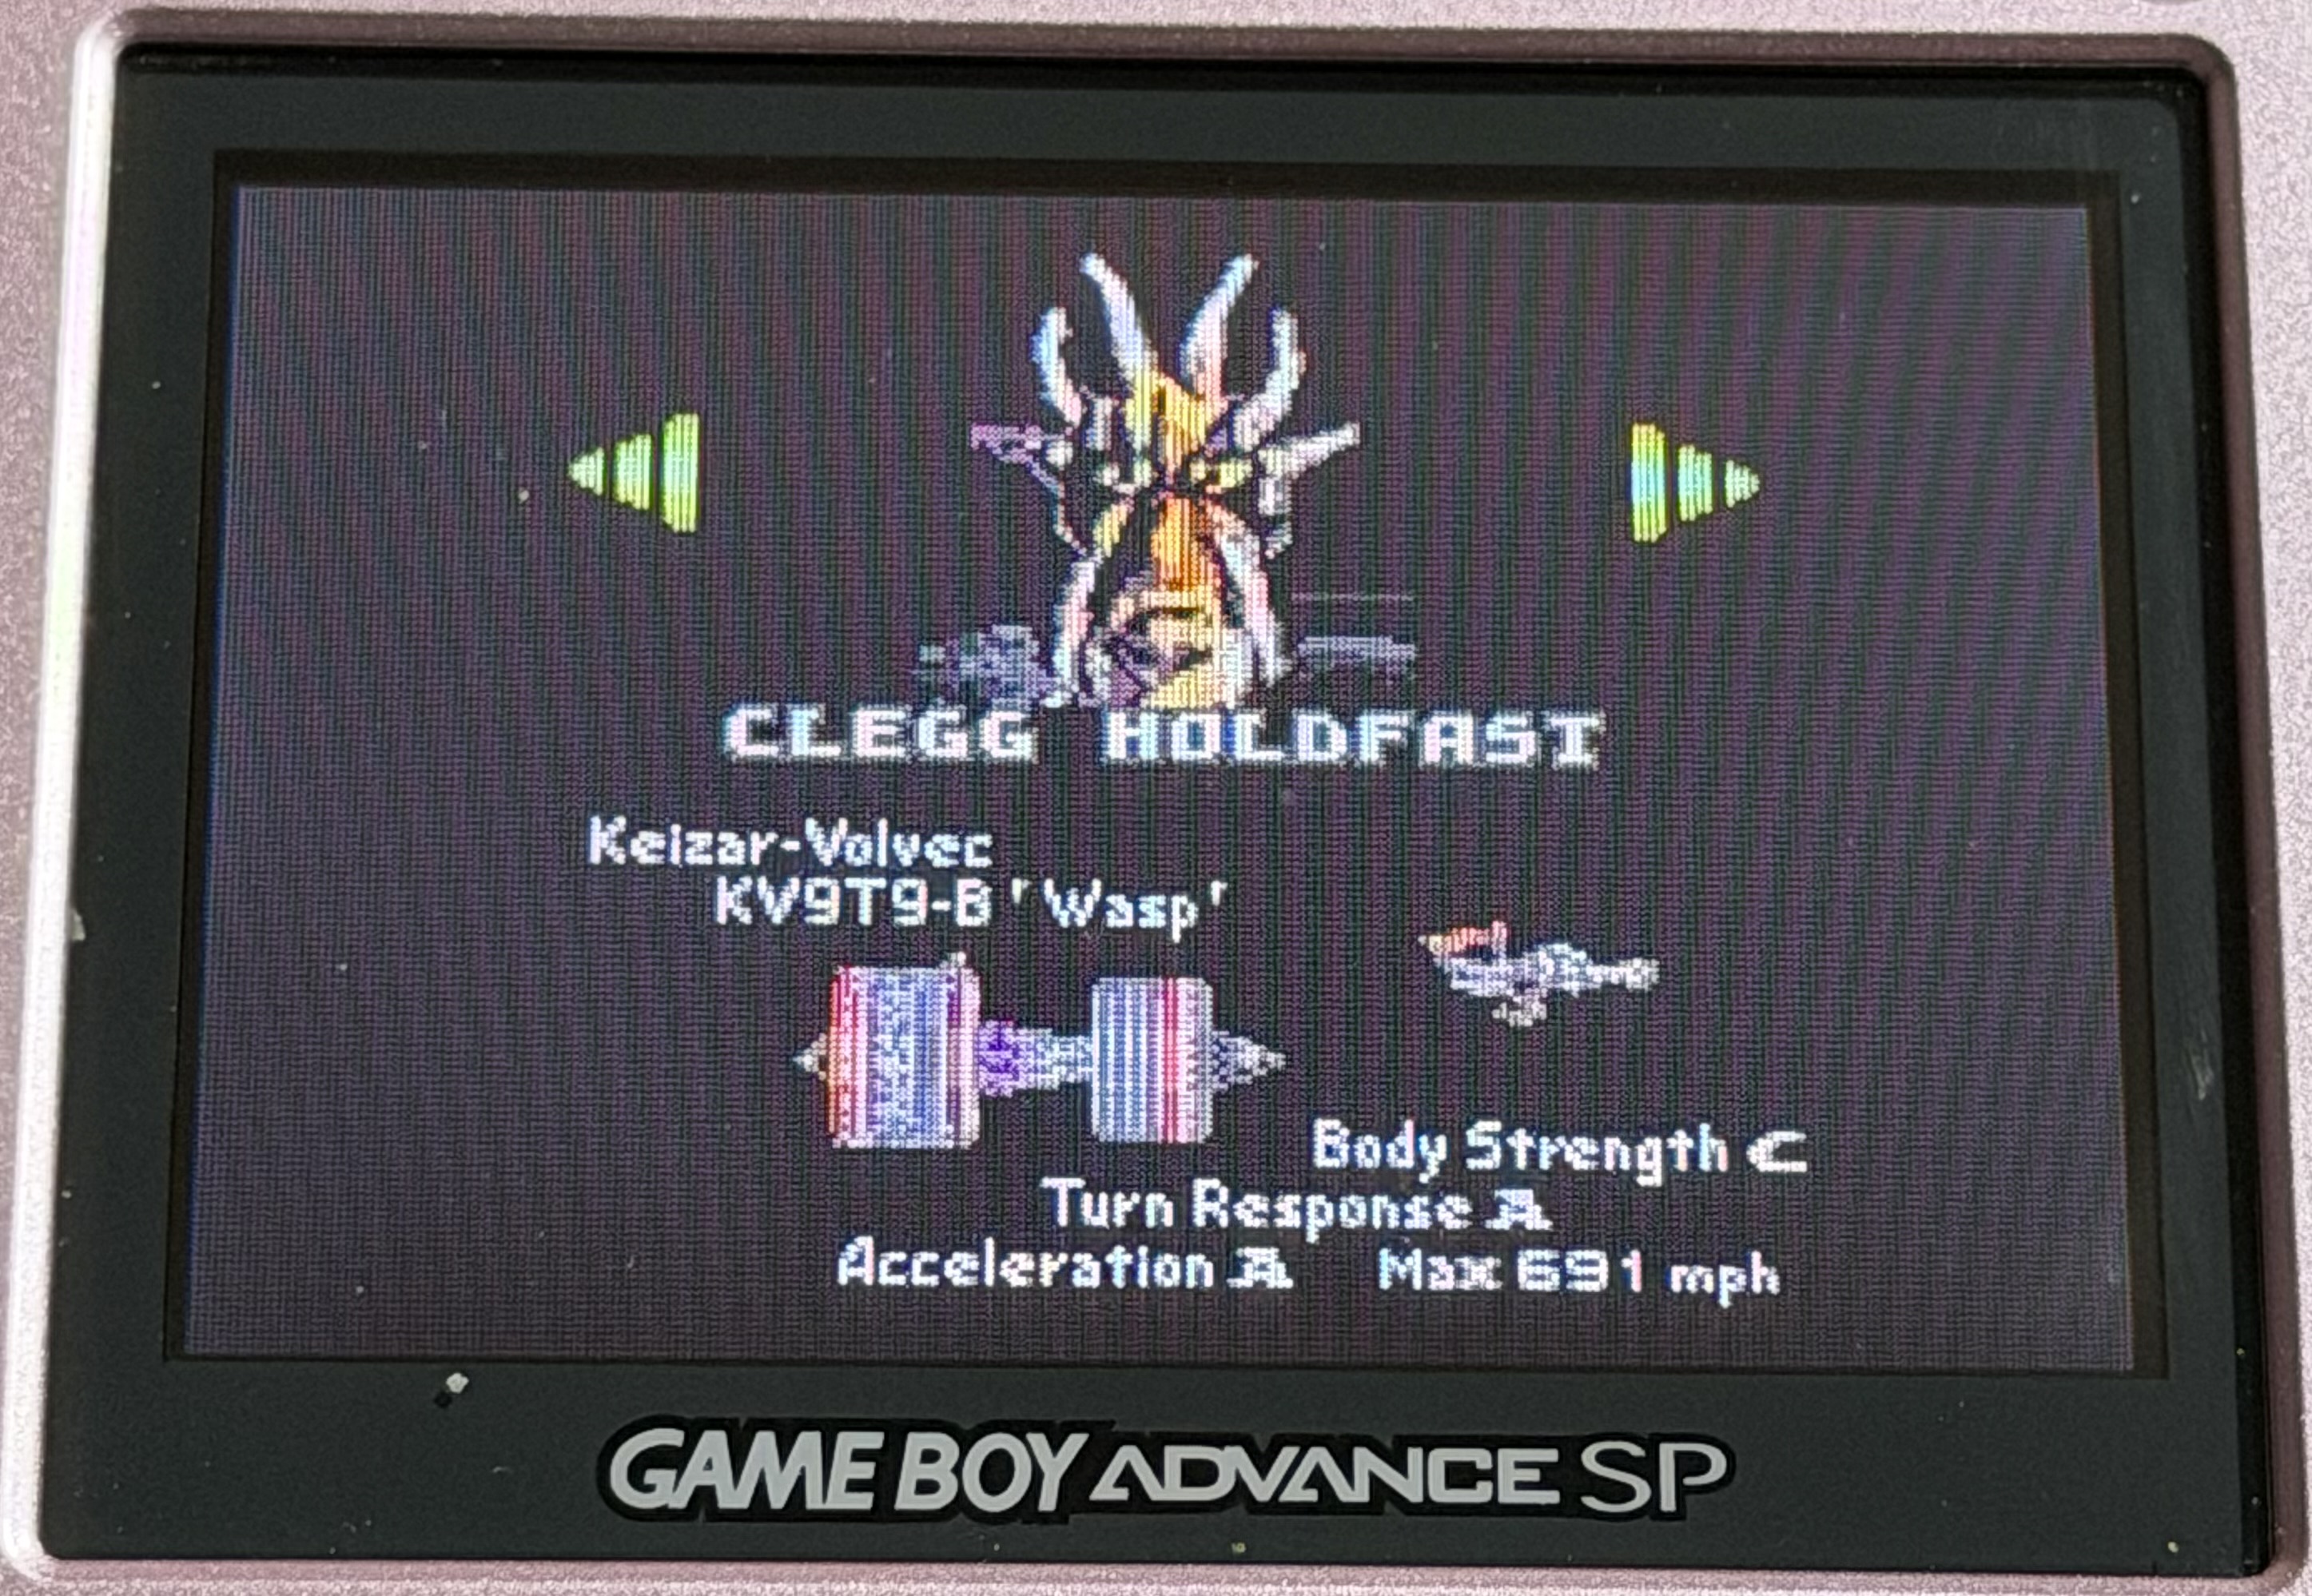 CLEGG HOLDFAST
Keizar-Volvec
KV9T9-B 'Wasp'
Body Strength C
Turn Response A
Acceleration A Max 691 mph
GAME BOY ADVANCE SP